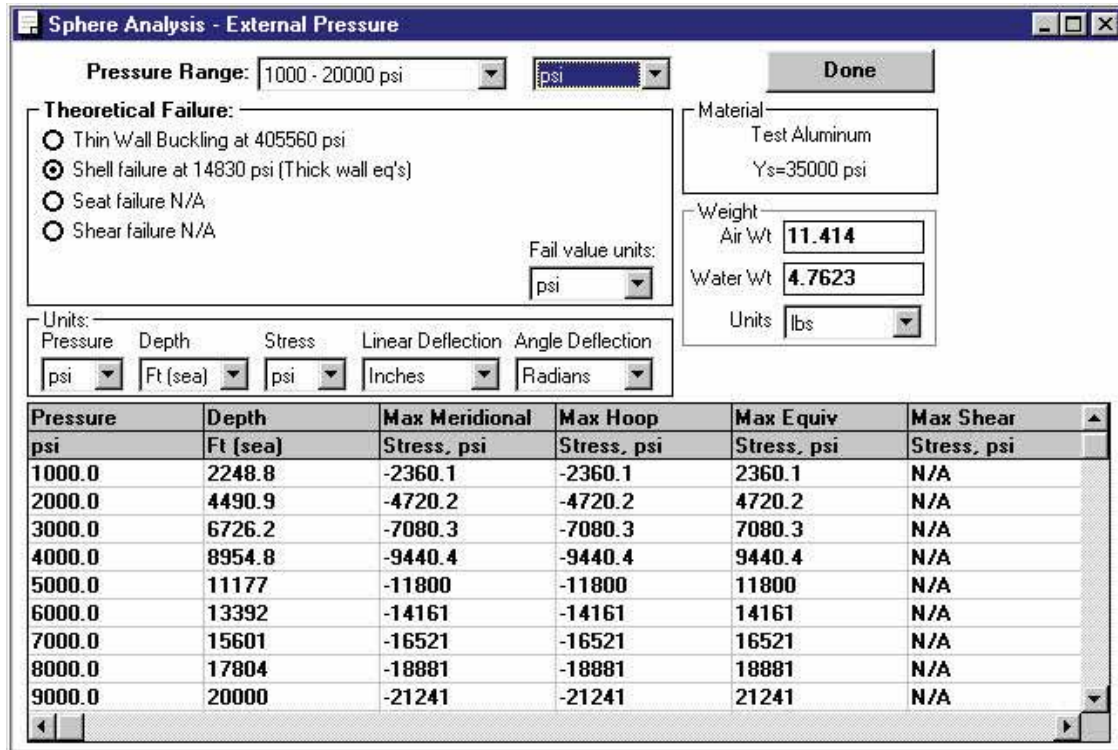 Sphere Analysis - External Pressure
Pressure Range: 1000 - 20000 psi psi Done
Theoretical Failure:
Thin Wall Buckling at 405560 psi
Shell failure at 14830 psi (Thick wall eq's)
Seat failure N/A
Shear failure N/A
Fail value units:
psi
Material
Test Aluminum
Ys=35000 psi
Weight
Air Wt 11.414
Water Wt 4.7623
Units lbs
Units:
Pressure Depth Stress Linear Deflection Angle Deflection
psi Ft (sea) psi Inches Radians
Pressure Depth Max Meridional Max Hoop Max Equiv Max Shear
psi Ft (sea) Stress, psi Stress, psi Stress, psi Stress, psi
1000.0 2248.8 -2360.1 -2360.1 2360.1 N/A
2000.0 4490.9 -4720.2 -4720.2 4720.2 N/A
3000.0 6726.2 -7080.3 -7080.3 7080.3 N/A
4000.0 8954.8 -9440.4 -9440.4 9440.4 N/A
5000.0 11177 -11800 -11800 11800 N/A
6000.0 13392 -14161 -14161 14161 N/A
7000.0 15601 -16521 -16521 16521 N/A
8000.0 17804 -18881 -18881 18881 N/A
9000.0 20000 -21241 -21241 21241 N/A